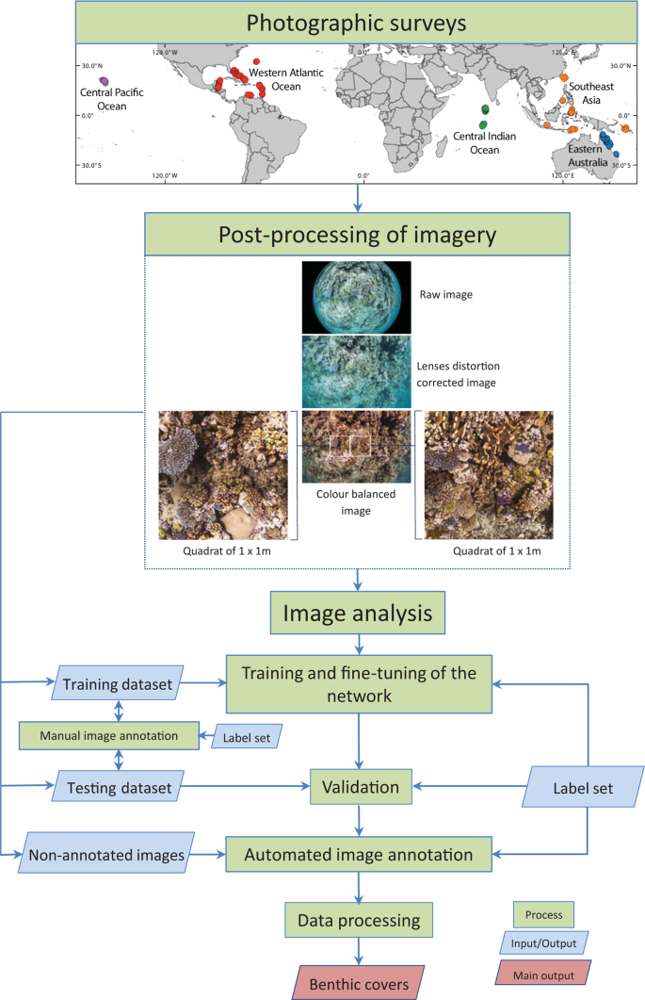 Photographic surveys
120.0°W
0.0°
120.0°E
30.0°N
30.0°N
Western Atlantic
Ocean
Southeast
Asia
Central Pacific
Ocean
0.0°
0.0°
Central Indian
Ocean
Eastern
Australia
30.0°S
30.0°S
120.0°W
0.0°
120.0°E
Post-processing of imagery
Raw image
Lenses distortion
corrected image
Colour balanced
image
Quadrat of 1 x 1m
Quadrat of 1 x 1m
Image analysis
Training dataset
Training and fine-tuning of the
network
Manual image annotation
Label set
Testing dataset
Validation
Label set
Non-annotated images
Automated image annotation
Data processing
Process
Input/Output
Benthic covers
Main output